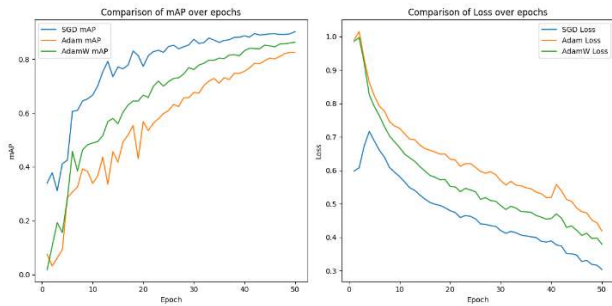 Comparison of mAP over epochs
SGD mAP
Adam mAP
AdamW mAP
mAP
0.8
0.6
0.4
0.2
0.0
0
10
20
30
40
50
Epoch
Comparison of Loss over epochs
SGD Loss
Adam Loss
AdamW Loss
Loss
1.0
0.9
0.8
0.7
0.6
0.5
0.4
0.3
0
10
20
30
40
50
Epoch